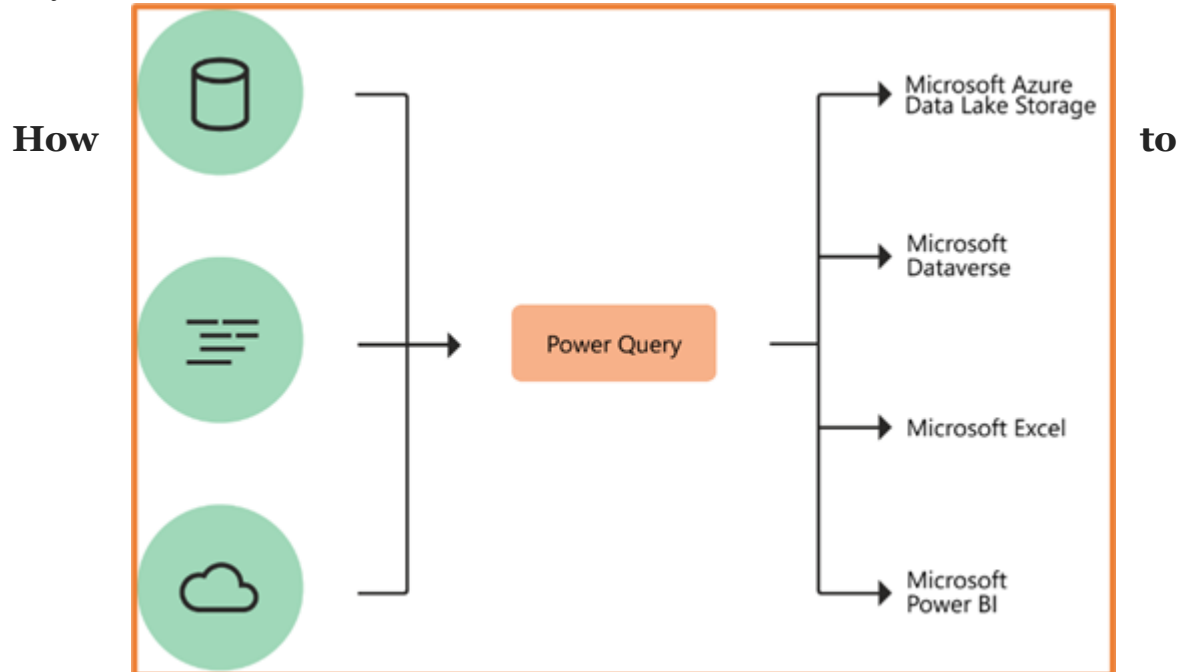 How
to
Microsoft Azure
Data Lake Storage
Microsoft
Dataverse
Power Query
Microsoft Excel
Microsoft
Power BI